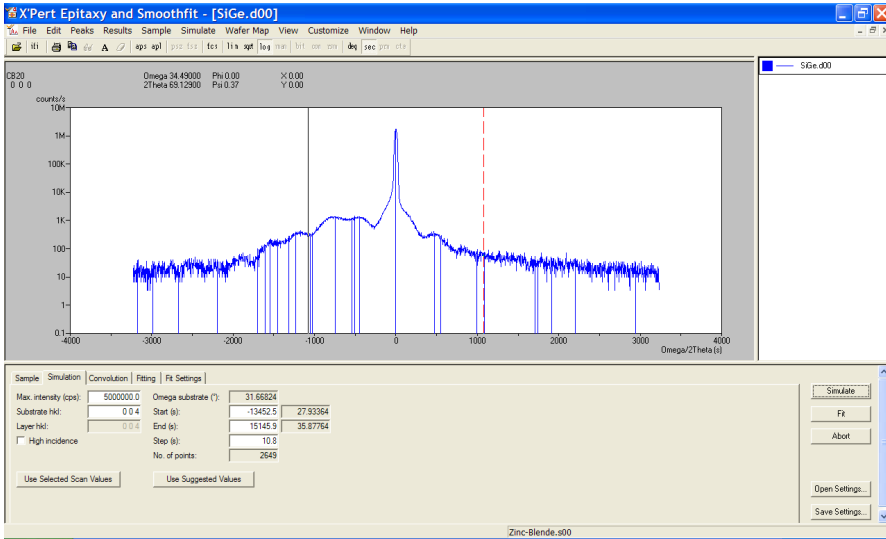 X'Pert Epitaxy and Smoothfit - [SiGe.d00]
File Edit Peaks Results Sample Simulate Wafer Map View Customize Window Help
A aps apl fcs lin sqt log deg sec
SiGe.d00
CB20 Omega 34.49000 Phi 0.00 X 0.00
0 0 0 2Theta 69.12900 Psi 0.37 Y 0.00
counts/s
10M
1M
100K
10K
1K
100
10
1
0.1
-4000 -3000 -2000 -1000 0 1000 2000 3000 4000
Omega/2Theta (s)
Sample Simulation Convolution Fitting Fit Settings
Max. intensity (cps): 5000000.0 Omega substrate (°): 31.66824
Substrate hkl: 0 0 4 Start (s): -13452.5 27.93364
Layer hkl: 0 0 4 End (s): 15145.9 35.87764
High incidence Step (s): 10.8
No. of points: 2649
Use Selected Scan Values Use Suggested Values
Simulate
Fit
Abort
Open Settings...
Save Settings...
Zinc-Blende.s00